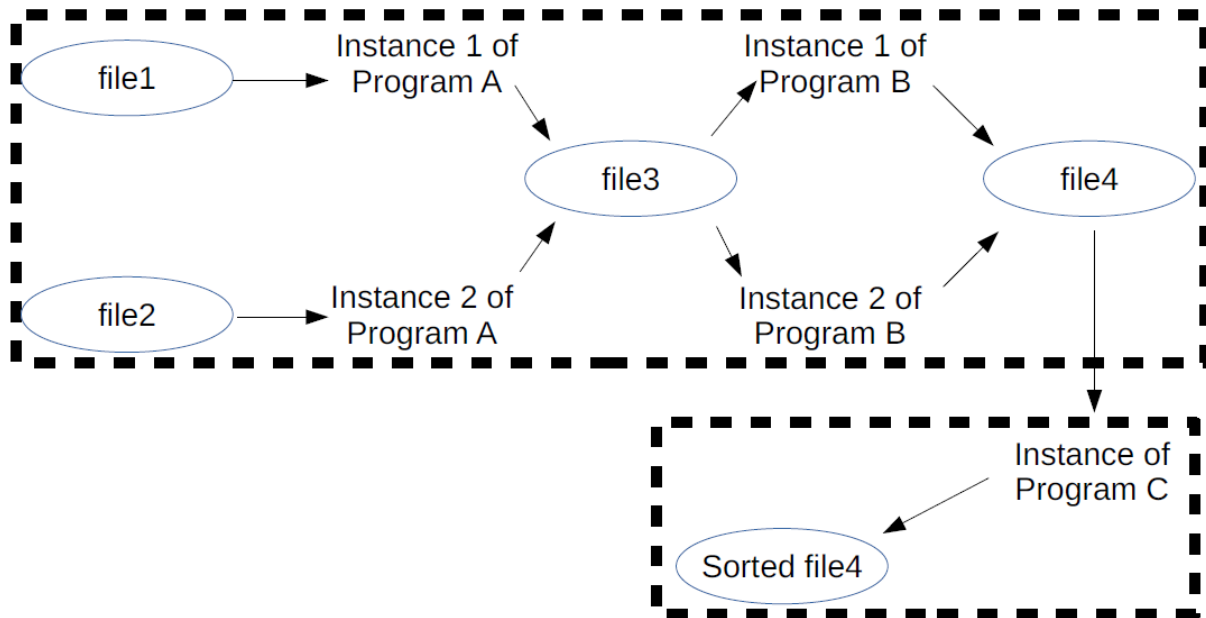 file1
Instance 1 of
Program A
Instance 1 of
Program B
file3
file4
file2
Instance 2 of
Program A
Instance 2 of
Program B
Instance of
Program C
Sorted file4